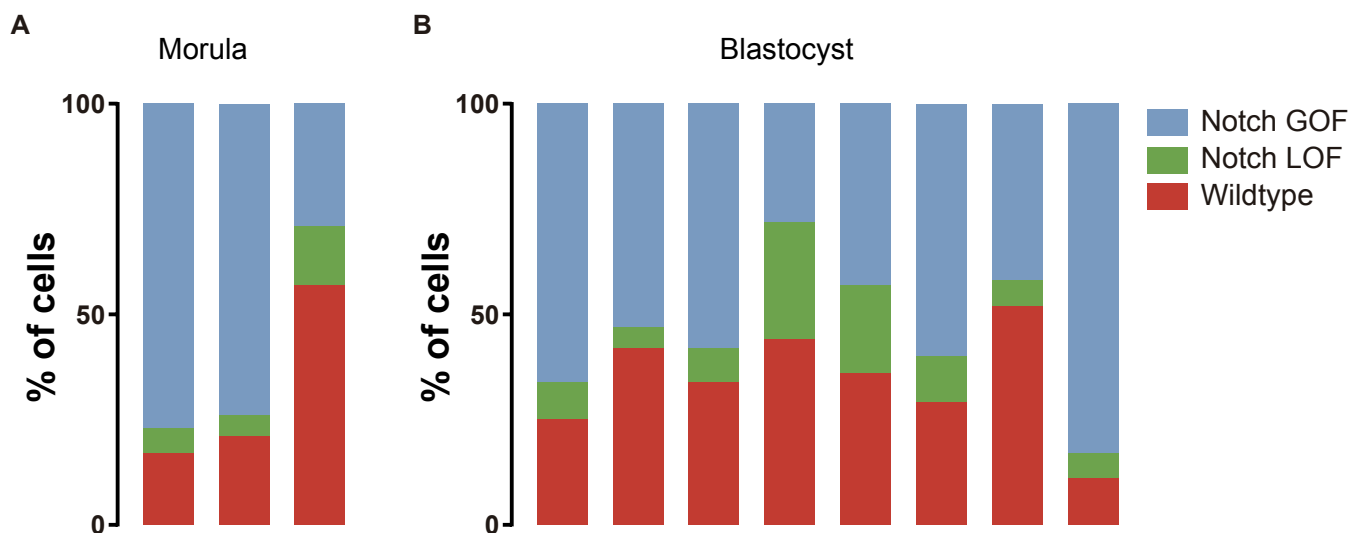 A
Morula
% of cells
100
50
0
B
Blastocyst
% of cells
100
50
0
Notch GOF
Notch LOF
Wildtype